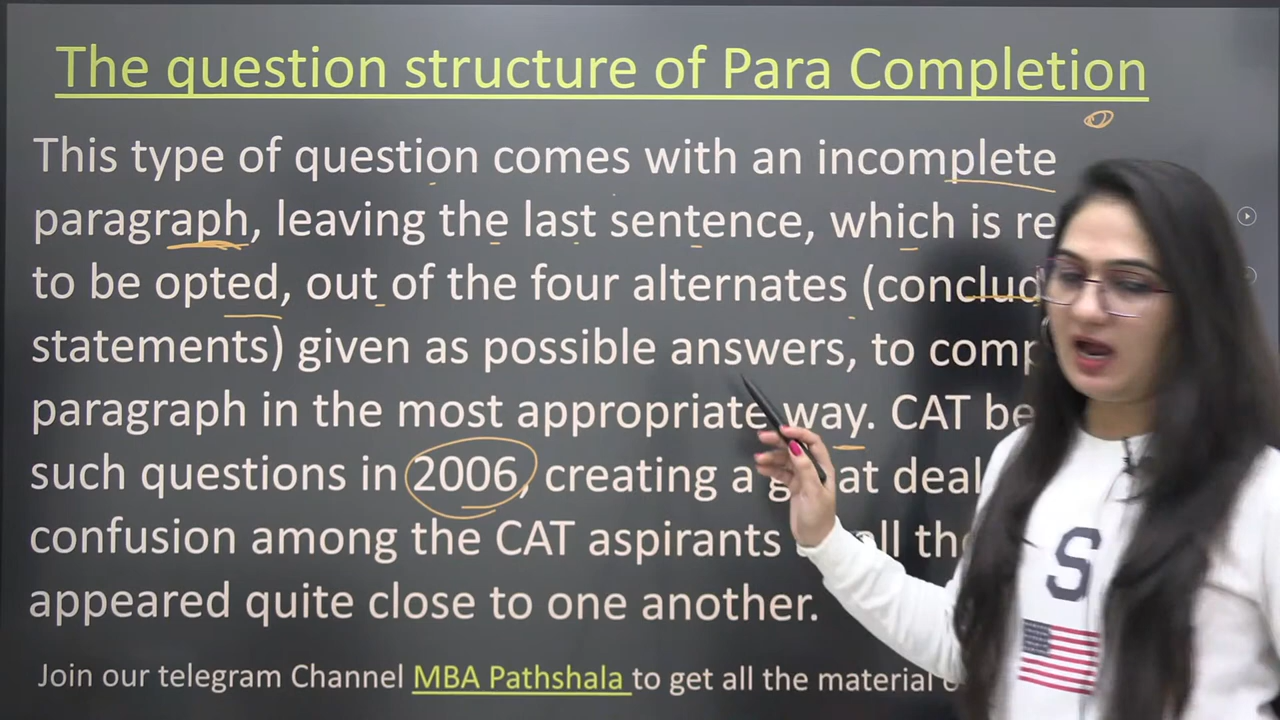 The question structure of Para Completion
This type of question comes with an incomplete
paragraph, leaving the last sentence, which is
to be opted, out of the four alternates
statements) given as possible answers, to
paragraph in the most appropriate way. CAT
such questions in 2006, creating a deal
confusion among the CAT aspirants
appeared quite close to one another.
Join our telegram Channel MBA Pathshala to get all the material
S